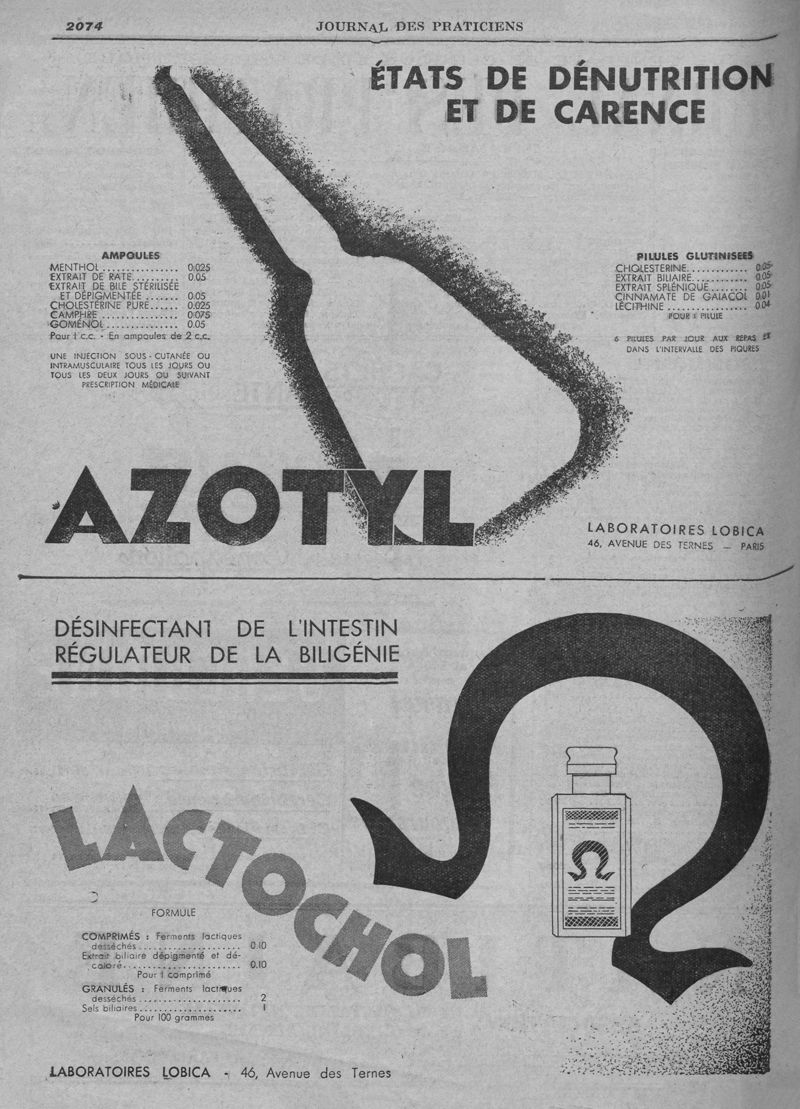 2074
JOURNAL DES PRATICIENS
ÉTATS DE DÉNUTRITION
ET DE CARENCE
AMPOULES
MENTHOL................ 0.025
EXTRAIT DE RATE.......... 0.05
EXTRAIT DE BILE STÉRILISÉE
ET DÉPIGMENTÉE ....... 0.05
CHOLESTÉRINE PURE...... 0.025
CAMPHRE................ 0.075
GOMÉNOL............... 0.05
Pour 1 c.c. - En ampoules de 2 c.c.
UNE INJECTION SOUS-CUTANÉE OU
INTRAMUSCULAIRE TOUS LES JOURS OU
TOUS LES DEUX JOURS OU SUIVANT
PRESCRIPTION MÉDICALE
PILULES GLUTINISEES
CHOLESTERINE............ 0.05
EXTRAIT BILIAIRE........... 0.05
EXTRAIT SPLÉNIQUE........ 0.05
CINNAMATE DE GAIACOL 0.01
LÉCITHINE ................. 0.04
POUR 1 PILULE
6 PILULES PAR JOUR AUX REPAS ET
DANS L'INTERVALLE DES PIQURES
AZOTYL
LABORATOIRES LOBICA
46, AVENUE DES TERNES — PARIS
DÉSINFECTANT DE L'INTESTIN
RÉGULATEUR DE LA BILIGÉNIE
Ω
Ω
LACTOCHOL
FORMULE
COMPRIMÉS : Ferments lactiques
desséchés.................... 0.10
Extrait biliaire dépigmenté et dé-
coloré....................... 0.10
Pour 1 comprimé
GRANULÉS : Ferments lactiques
desséchés.................... 2
Sels biliaires.................... 1
Pour 100 grammes
LABORATOIRES LOBICA - 46, Avenue des Ternes